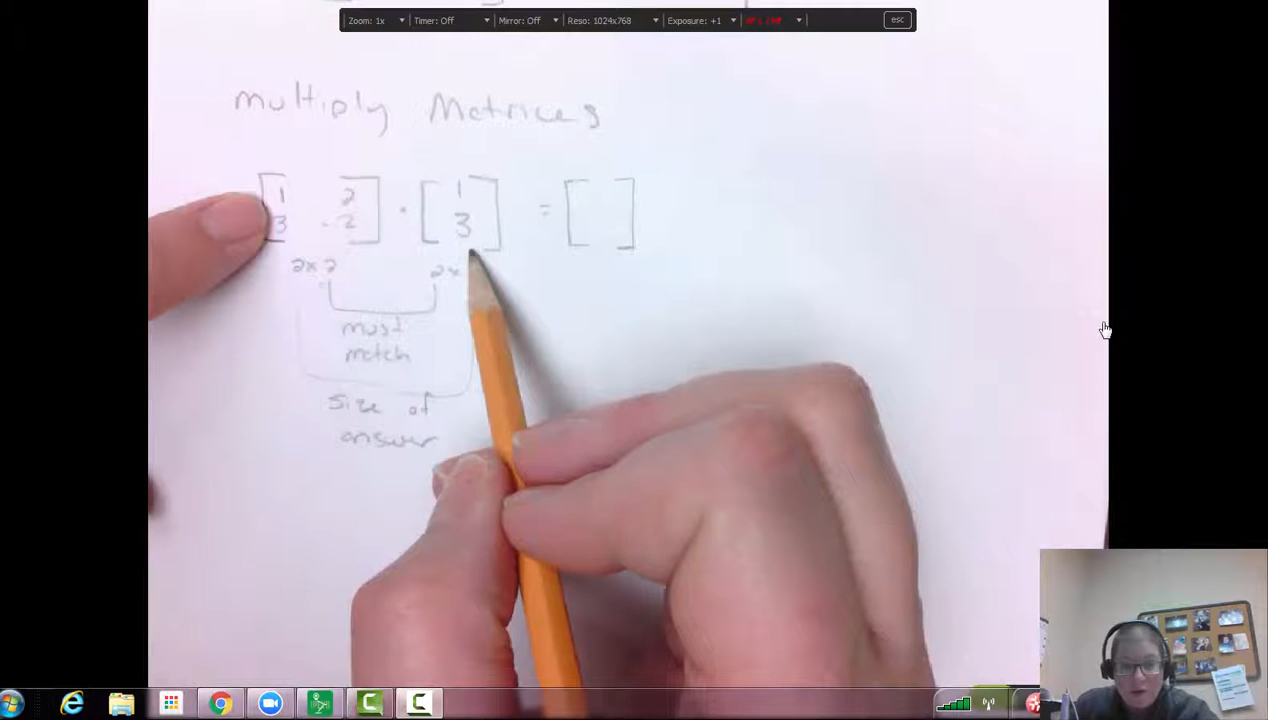 Zoom: 1x Timer: Off Mirror: Off Reso: 1024x768 Exposure: +1 esc
Multiply Matrices
[1 2] · [1] = [ ]
[3 -2] [3]
2x2 2x
must
match
size of
answer